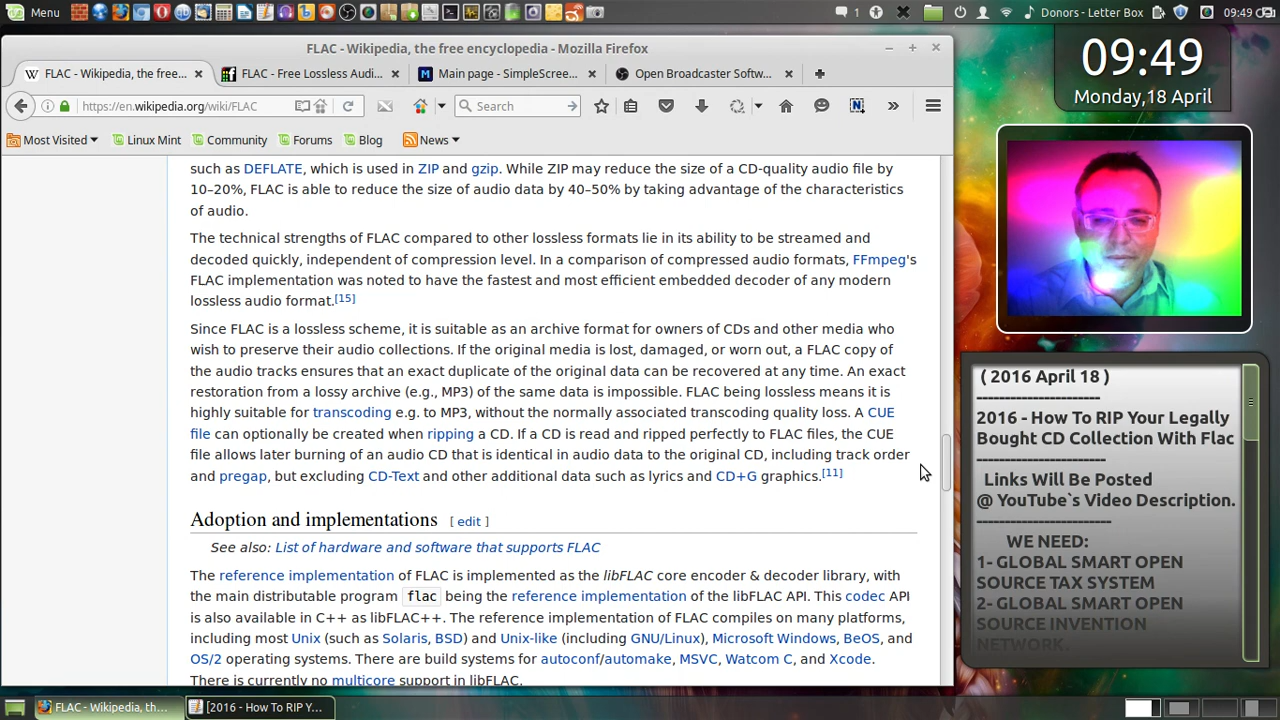 Menu
1
Donors - Letter Box
09:49
FLAC - Wikipedia, the free encyclopedia - Mozilla Firefox
FLAC - Wikipedia, the free...
FLAC - Free Lossless Audi...
Main page - SimpleScree...
Open Broadcaster Softw...
https://en.wikipedia.org/wiki/FLAC
Search
Most Visited
Linux Mint
Community
Forums
Blog
News
such as DEFLATE, which is used in ZIP and gzip. While ZIP may reduce the size of a CD-quality audio file by
10–20%, FLAC is able to reduce the size of audio data by 40–50% by taking advantage of the characteristics
of audio.
The technical strengths of FLAC compared to other lossless formats lie in its ability to be streamed and
decoded quickly, independent of compression level. In a comparison of compressed audio formats, FFmpeg's
FLAC implementation was noted to have the fastest and most efficient embedded decoder of any modern
lossless audio format.[15]
Since FLAC is a lossless scheme, it is suitable as an archive format for owners of CDs and other media who
wish to preserve their audio collections. If the original media is lost, damaged, or worn out, a FLAC copy of
the audio tracks ensures that an exact duplicate of the original data can be recovered at any time. An exact
restoration from a lossy archive (e.g., MP3) of the same data is impossible. FLAC being lossless means it is
highly suitable for transcoding e.g. to MP3, without the normally associated transcoding quality loss. A CUE
file can optionally be created when ripping a CD. If a CD is read and ripped perfectly to FLAC files, the CUE
file allows later burning of an audio CD that is identical in audio data to the original CD, including track order
and pregap, but excluding CD-Text and other additional data such as lyrics and CD+G graphics.[11]
Adoption and implementations [ edit ]
See also: List of hardware and software that supports FLAC
The reference implementation of FLAC is implemented as the libFLAC core encoder & decoder library, with
the main distributable program flac being the reference implementation of the libFLAC API. This codec API
is also available in C++ as libFLAC++. The reference implementation of FLAC compiles on many platforms,
including most Unix (such as Solaris, BSD) and Unix-like (including GNU/Linux), Microsoft Windows, BeOS, and
OS/2 operating systems. There are build systems for autoconf/automake, MSVC, Watcom C, and Xcode.
There is currently no multicore support in libFLAC.
09:49
Monday,18 April
( 2016 April 18 )
----------------------
2016 - How To RIP Your Legally
Bought CD Collection With Flac
-----------------------
Links Will Be Posted
@ YouTube`s Video Description.
------------------------
WE NEED:
1- GLOBAL SMART OPEN
SOURCE TAX SYSTEM
2- GLOBAL SMART OPEN
SOURCE INVENTION
NETWORK.
FLAC - Wikipedia, th...
[2016 - How To RIP Y...